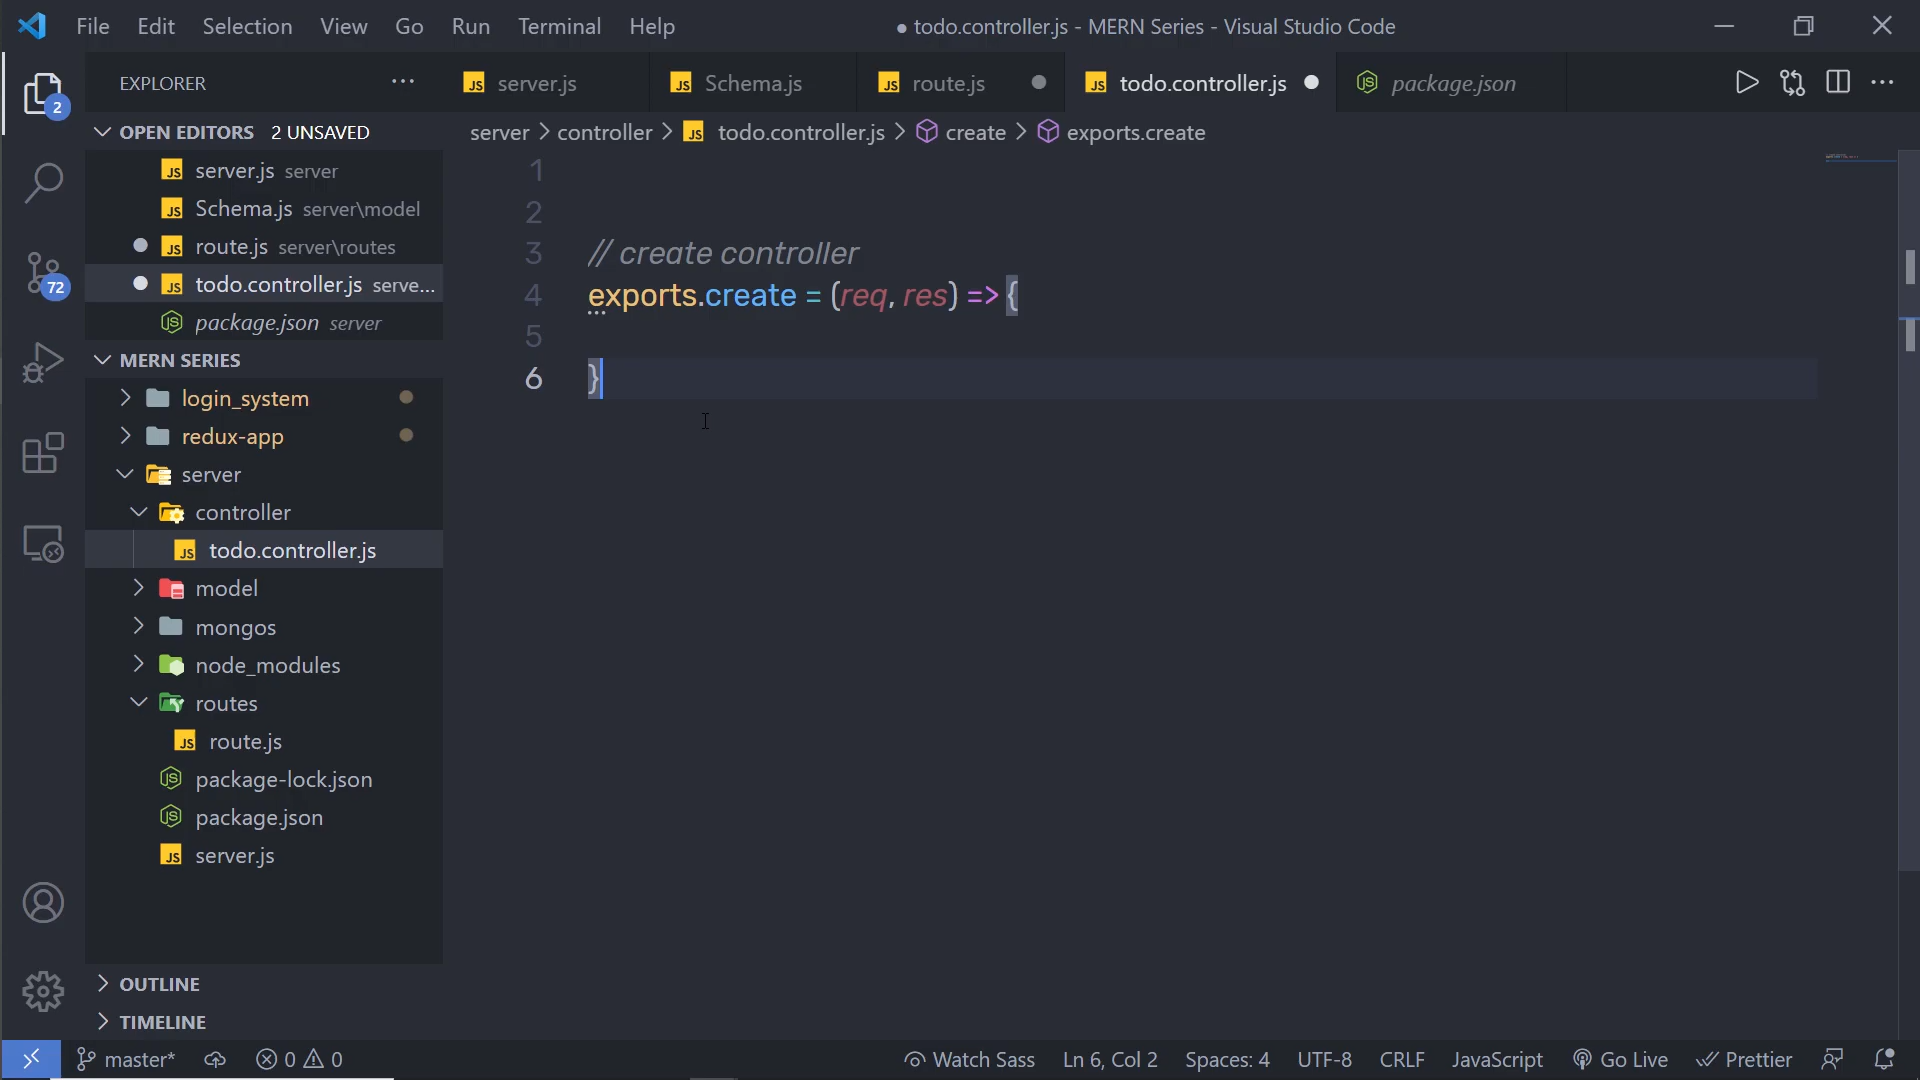 File Edit Selection View Go Run Terminal Help
● todo.controller.js - MERN Series - Visual Studio Code
EXPLORER ...
server.js Schema.js route.js todo.controller.js package.json
OPEN EDITORS 2 UNSAVED
server > controller > todo.controller.js > create > exports.create
server.js server
Schema.js server\model
route.js server\routes
todo.controller.js serve...
package.json server
MERN SERIES
login_system
redux-app
server
controller
todo.controller.js
model
mongos
node_modules
routes
route.js
package-lock.json
package.json
server.js
OUTLINE
TIMELINE
2
72
1
2
3 // create controller
4 exports.create = (req, res) => {
5
6 }
master* 0 0
Watch Sass Ln 6, Col 2 Spaces: 4 UTF-8 CRLF JavaScript Go Live Prettier